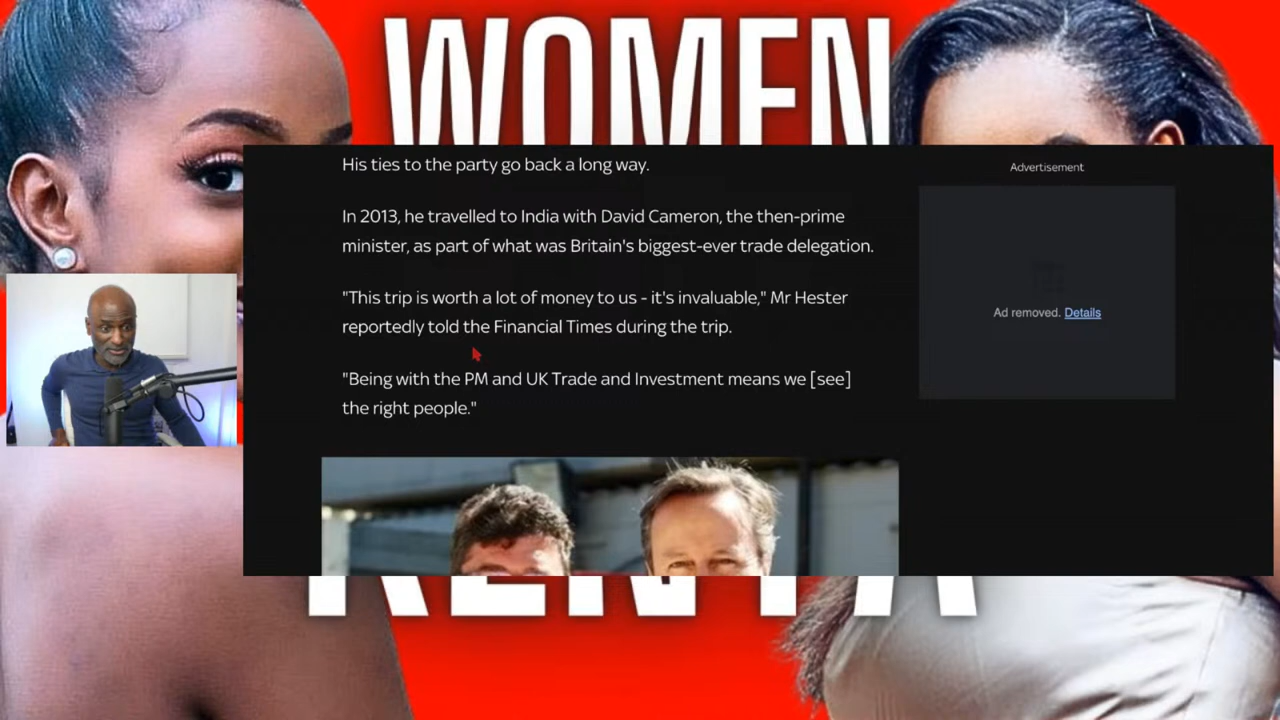 WOMEN
His ties to the party go back a long way.
Advertisement
In 2013, he travelled to India with David Cameron, the then-prime
minister, as part of what was Britain's biggest-ever trade delegation.
"This trip is worth a lot of money to us - it's invaluable," Mr Hester
reportedly told the Financial Times during the trip.
Ad removed. Details
"Being with the PM and UK Trade and Investment means we [see]
the right people."